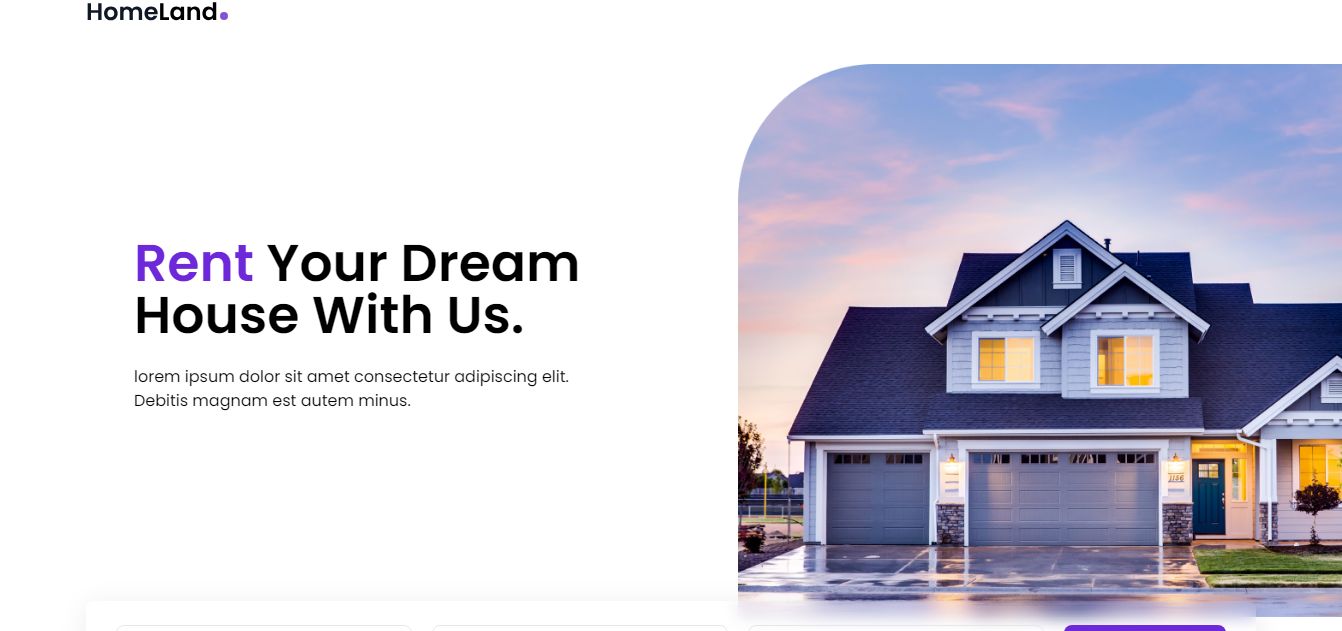 HomeLand.
Rent Your Dream
House With Us.
lorem ipsum dolor sit amet consectetur adipiscing elit.
Debitis magnam est autem minus.
1156